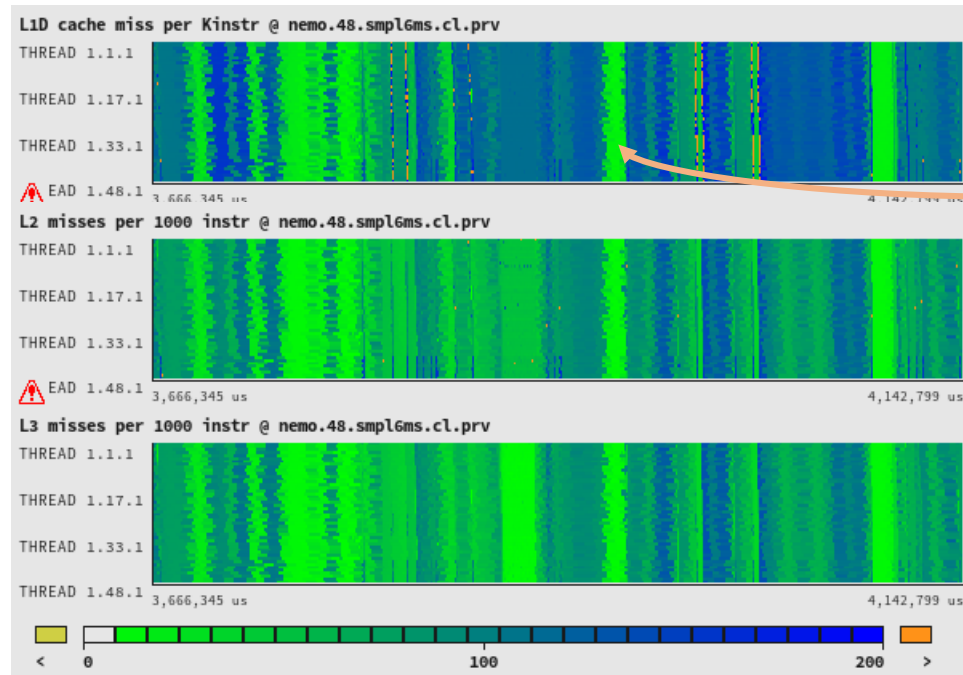 L1D cache miss per Kinstr @ nemo.48.smpl6ms.cl.prv
THREAD 1.1.1
THREAD 1.17.1
THREAD 1.33.1
EAD 1.48.1
3,666,345 us 4,142,799 us
L2 misses per 1000 instr @ nemo.48.smpl6ms.cl.prv
THREAD 1.1.1
THREAD 1.17.1
THREAD 1.33.1
EAD 1.48.1
3,666,345 us 4,142,799 us
L3 misses per 1000 instr @ nemo.48.smpl6ms.cl.prv
THREAD 1.1.1
THREAD 1.17.1
THREAD 1.33.1
THREAD 1.48.1
3,666,345 us 4,142,799 us
< 0 100 200 >